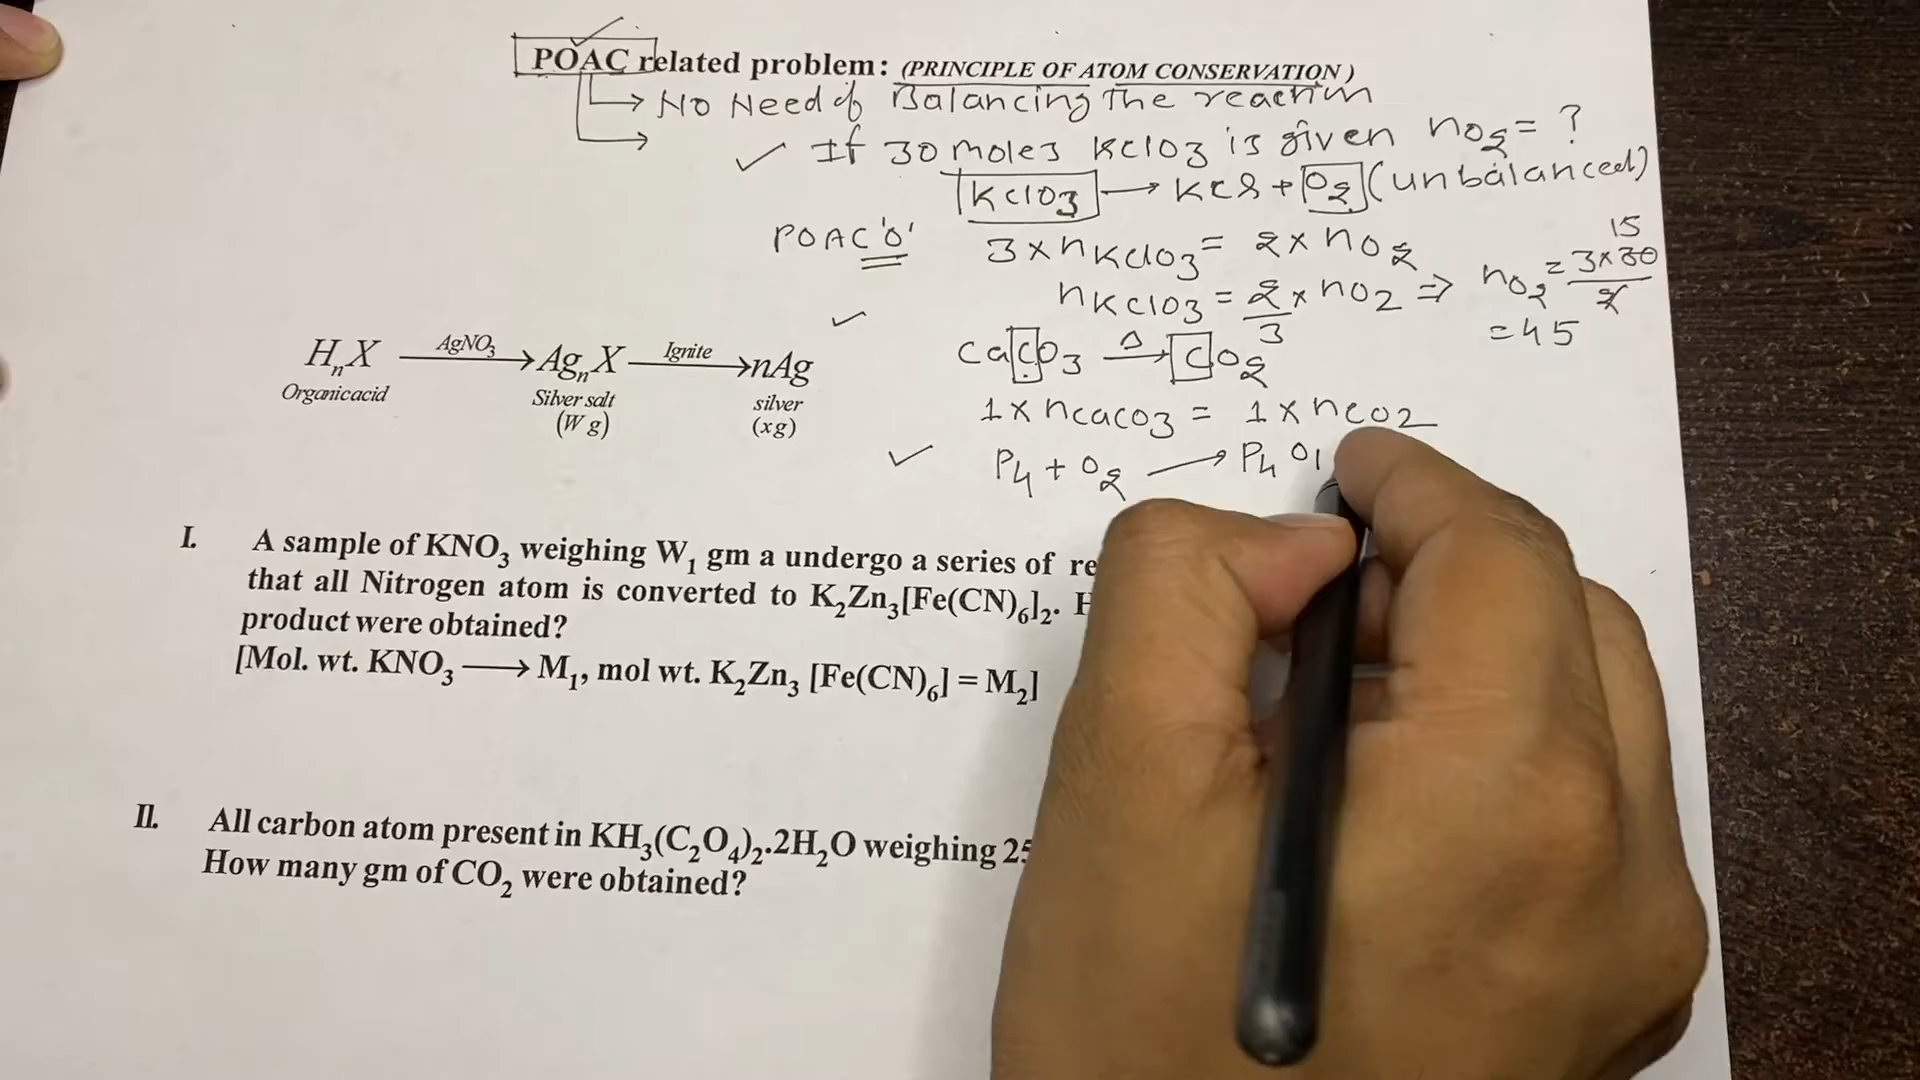 POAC related problem: (PRINCIPLE OF ATOM CONSERVATION )
→ No Need of Balancing The reaction
✓ If 30 moles KClO3 is given nO2 = ?
KClO3 → KCl + O2 (unbalanced)
POAC 'O' 3 × nKClO3 = 2 × nO2
nKClO3 = 2/3 × nO2 ⇒ nO2 = 3×30/2
15
= 45
HnX —AgNO3→ AgnX —Ignite→ nAg
Organic acid Silver salt silver
(W g) (xg)
CaCO3 —Δ→ CO2
1 × nCaCO3 = 1 × nCO2
✓ P4 + O2 → P4O1
I. A sample of KNO3 weighing W1 gm a undergo a series of re
that all Nitrogen atom is converted to K2Zn3[Fe(CN)6]2. H
product were obtained?
[Mol. wt. KNO3 → M1, mol wt. K2Zn3 [Fe(CN)6] = M2]
II. All carbon atom present in KH3(C2O4)2.2H2O weighing 25
How many gm of CO2 were obtained?